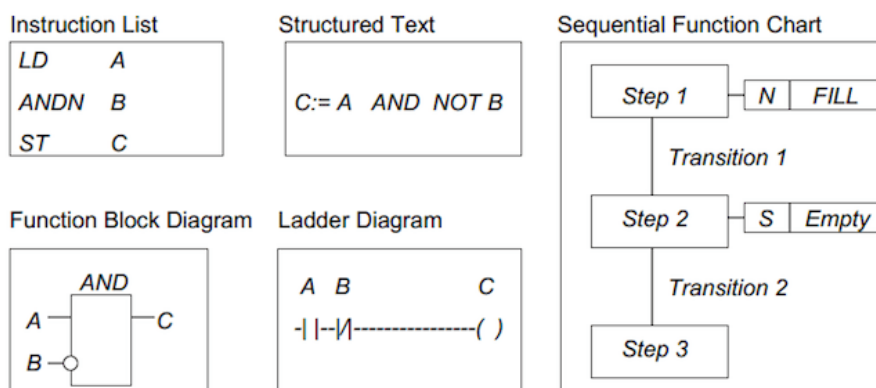 Instruction List
LD A
ANDN B
ST C
Structured Text
C:= A AND NOT B
Sequential Function Chart
Step 1 N FILL
Transition 1
Step 2 S Empty
Transition 2
Step 3
Function Block Diagram
AND
A C
B
Ladder Diagram
A B C
-| |--|/|----------------( )